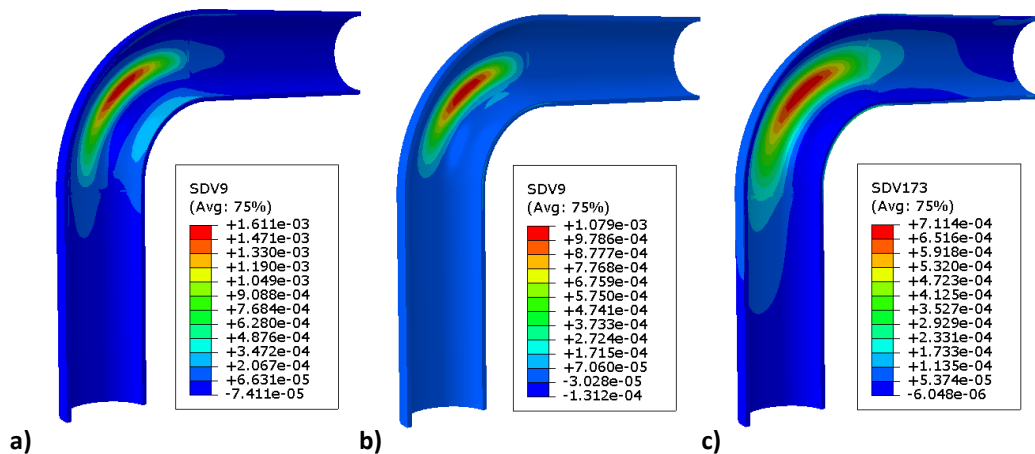 SDV9
(Avg: 75%)
+1.611e-03
+1.471e-03
+1.330e-03
+1.190e-03
+1.049e-03
+9.088e-04
+7.684e-04
+6.280e-04
+4.876e-04
+3.472e-04
+2.067e-04
+6.631e-05
-7.411e-05
a)
SDV9
(Avg: 75%)
+1.079e-03
+9.786e-04
+8.777e-04
+7.768e-04
+6.759e-04
+5.750e-04
+4.741e-04
+3.733e-04
+2.724e-04
+1.715e-04
+7.060e-05
-3.028e-05
-1.312e-04
b)
SDV173
(Avg: 75%)
+7.114e-04
+6.516e-04
+5.918e-04
+5.320e-04
+4.723e-04
+4.125e-04
+3.527e-04
+2.929e-04
+2.331e-04
+1.733e-04
+1.135e-04
+5.374e-05
-6.048e-06
c)